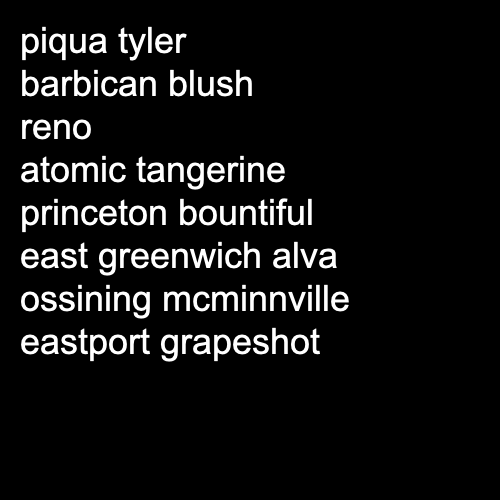 piqua tyler
barbican blush
reno
atomic tangerine
princeton bountiful
east greenwich alva
ossining mcminnville
eastport grapeshot